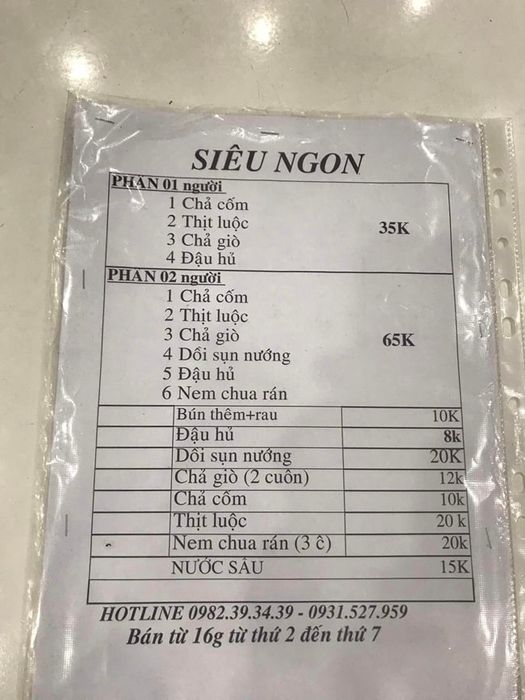 SIÊU NGON
PHẦN 01 người
1 Chả cốm
2 Thịt luộc
3 Chả giò
4 Đậu hủ
35K
PHẦN 02 người
1 Chả cốm
2 Thịt luộc
3 Chả giò
4 Dồi sụn nướng
5 Đậu hủ
6 Nem chua rán
65K
Bún thêm+rau 10K
Đậu hủ 8k
Dồi sụn nướng 20K
Chả giò (2 cuôn) 12k
Chả cốm 10k
Thịt luộc 20 k
Nem chua rán (3 c) 20k
NƯỚC SÂU 15K
HOTLINE 0982.39.34.39 - 0931.527.959
Bán từ 16g từ thứ 2 đến thứ 7